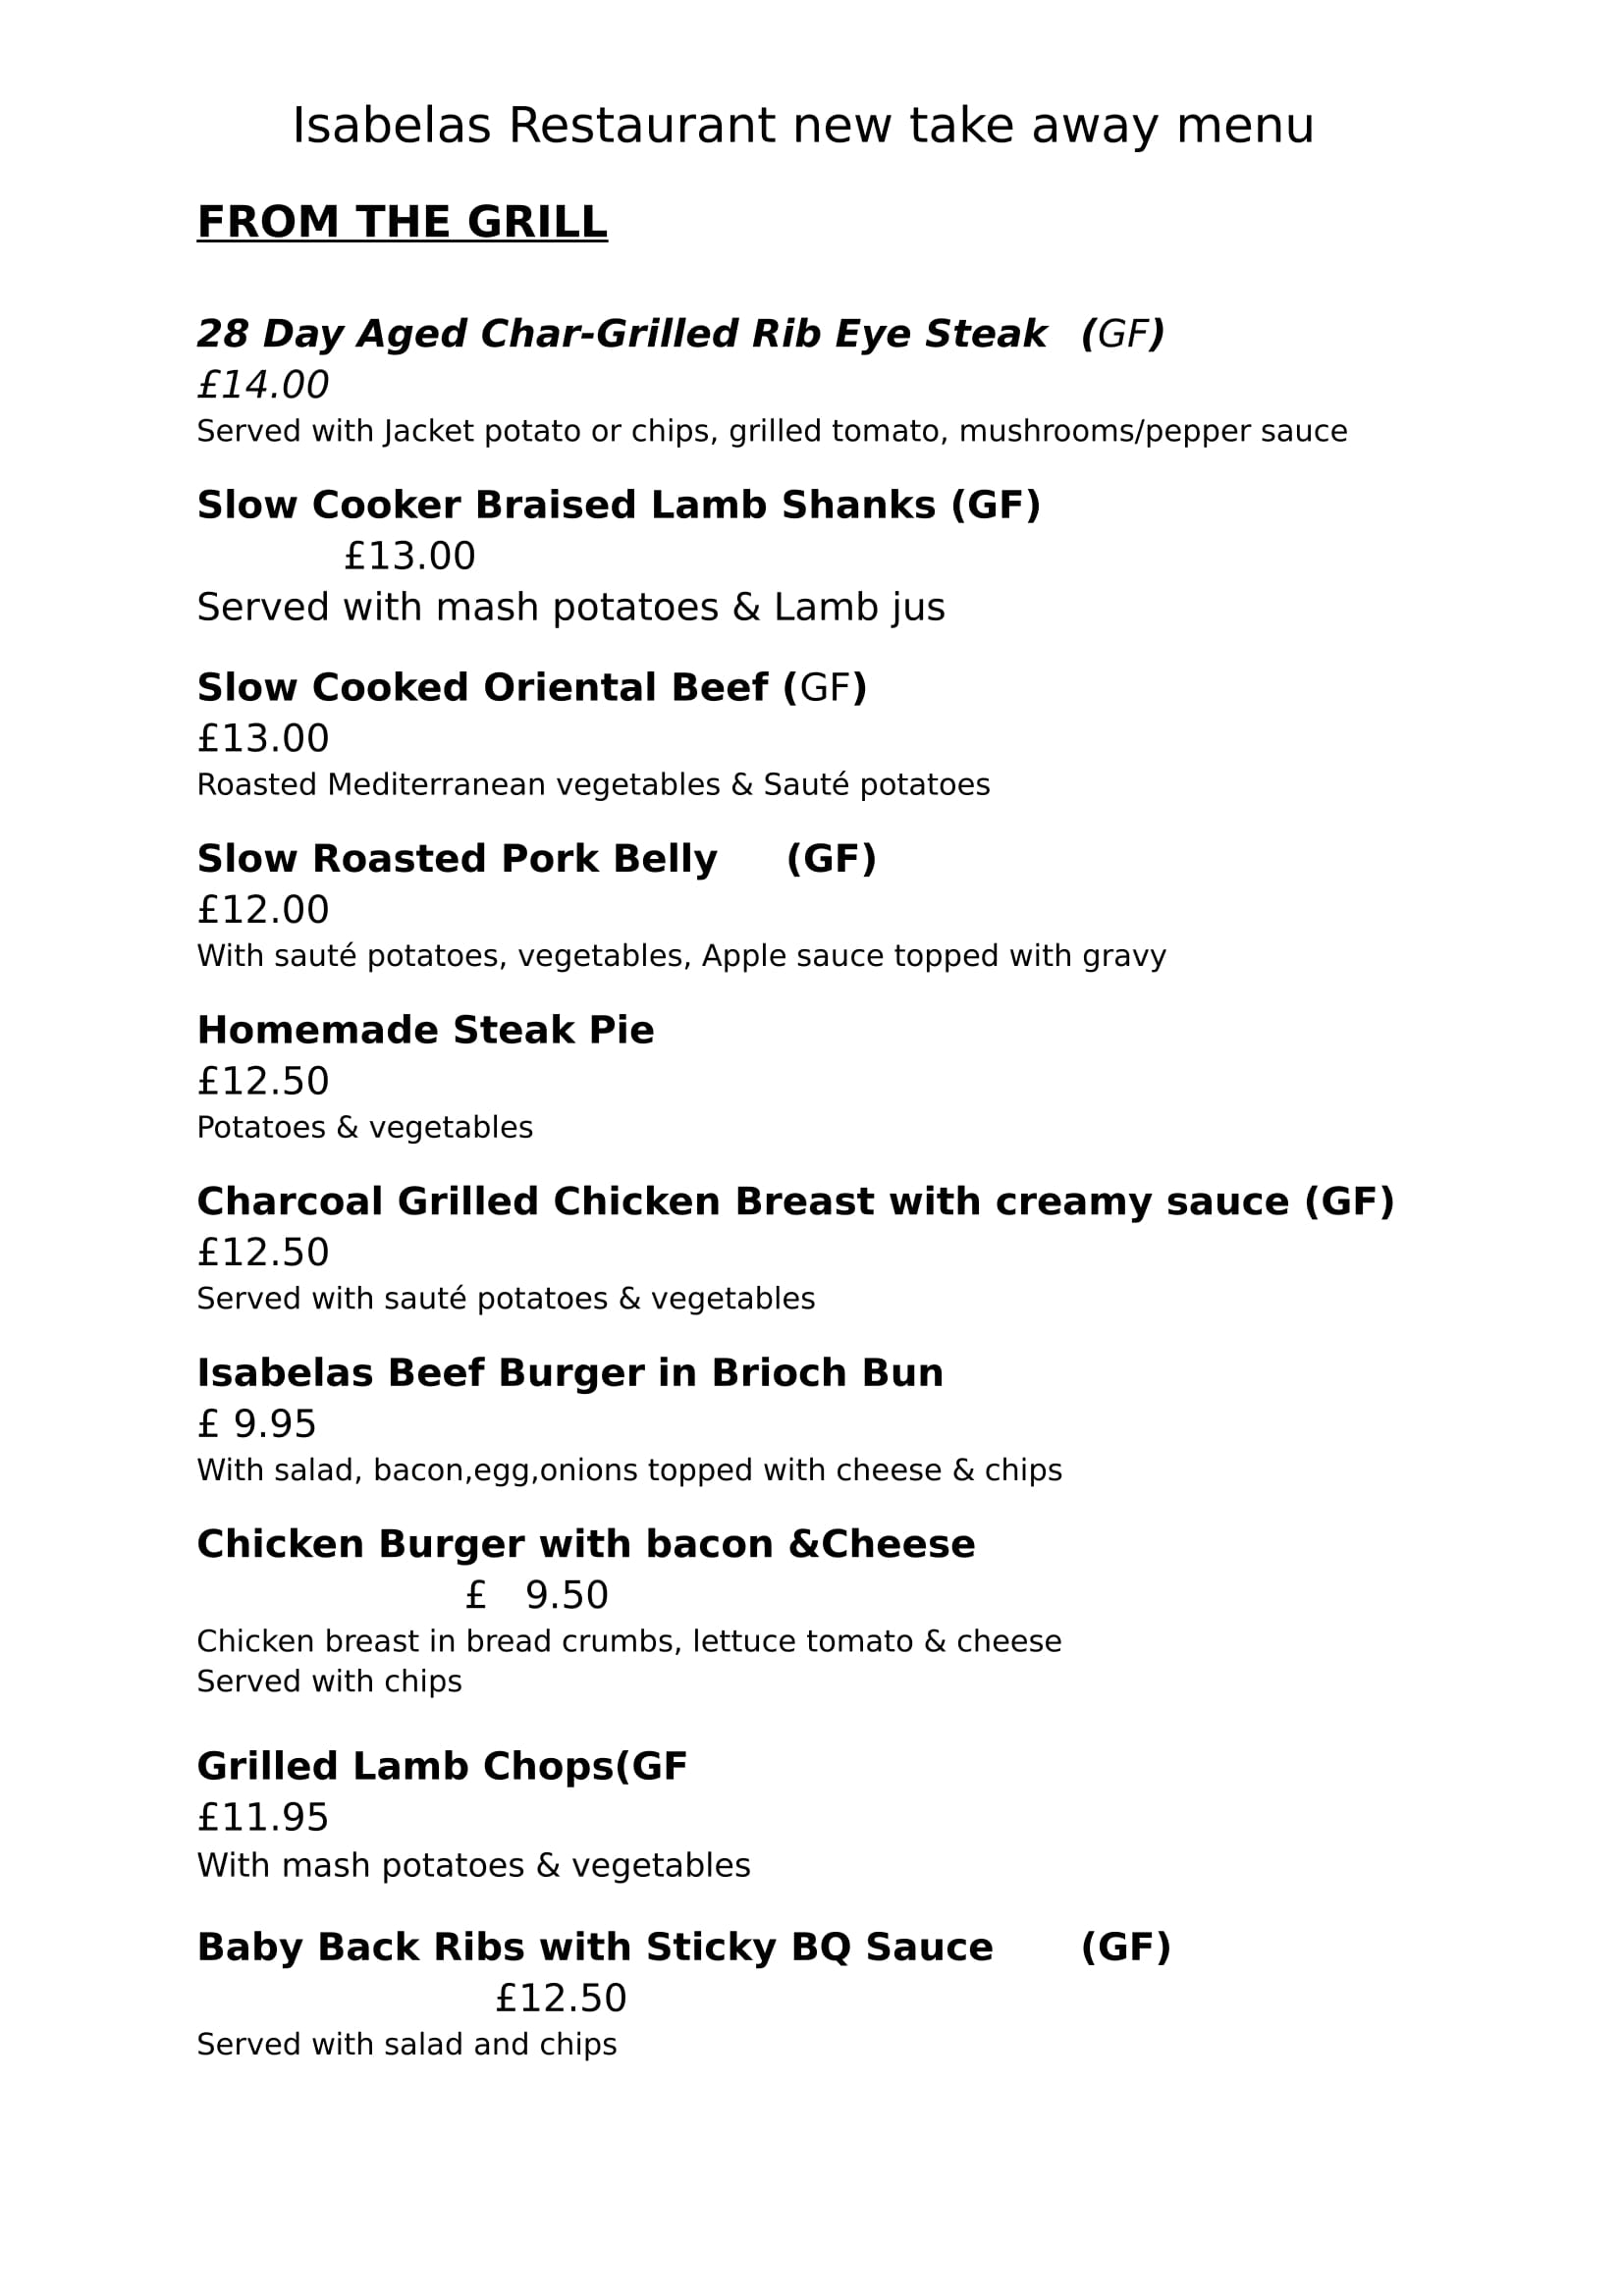 Isabelas Restaurant new take away menu
FROM THE GRILL
28 Day Aged Char-Grilled Rib Eye Steak (GF)
£14.00
Served with Jacket potato or chips, grilled tomato, mushrooms/pepper sauce
Slow Cooker Braised Lamb Shanks (GF)
£13.00
Served with mash potatoes & Lamb jus
Slow Cooked Oriental Beef (GF)
£13.00
Roasted Mediterranean vegetables & Sauté potatoes
Slow Roasted Pork Belly (GF)
£12.00
With sauté potatoes, vegetables, Apple sauce topped with gravy
Homemade Steak Pie
£12.50
Potatoes & vegetables
Charcoal Grilled Chicken Breast with creamy sauce (GF)
£12.50
Served with sauté potatoes & vegetables
Isabelas Beef Burger in Brioch Bun
£ 9.95
With salad, bacon,egg,onions topped with cheese & chips
Chicken Burger with bacon &Cheese
£ 9.50
Chicken breast in bread crumbs, lettuce tomato & cheese
Served with chips
Grilled Lamb Chops(GF
£11.95
With mash potatoes & vegetables
Baby Back Ribs with Sticky BQ Sauce (GF)
£12.50
Served with salad and chips